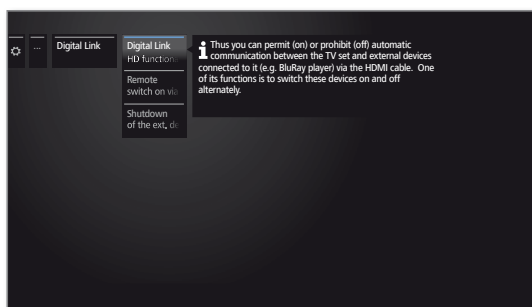 ...
Digital Link
Digital Link
HD function
Remote
switch on via
Shutdown
of the ext. de
Thus you can permit (on) or prohibit (off) automatic
communication between the TV set and external devices
connected to it (e.g. BluRay player) via the HDMI cable. One
of its functions is to switch these devices on and off
alternately.